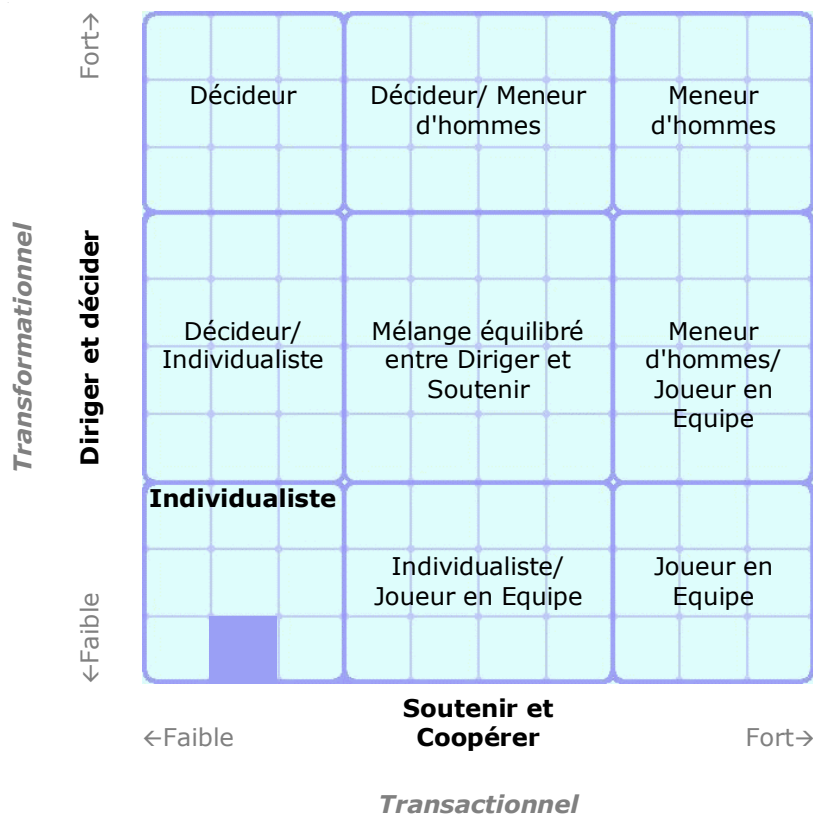 Fort→
Décideur
Décideur/ Meneur
d'hommes
Meneur
d'hommes
Transformationnel
Diriger et décider
Décideur/
Individualiste
Mélange équilibré
entre Diriger et
Soutenir
Meneur
d'hommes/
Joueur en
Equipe
Individualiste
Individualiste/
Joueur en Equipe
Joueur en
Equipe
←Faible
←Faible
Soutenir et
Coopérer
Fort→
Transactionnel